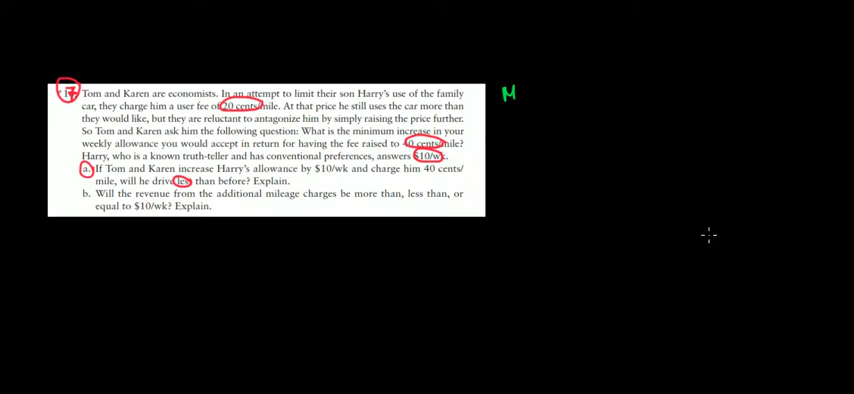 7 Tom and Karen are economists. In an attempt to limit their son Harry's use of the family M
car, they charge him a user fee of 20 cents/mile. At that price he still uses the car more than
they would like, but they are reluctant to antagonize him by simply raising the price further.
So Tom and Karen ask him the following question: What is the minimum increase in your
weekly allowance you would accept in return for having the fee raised to 40 cents/mile?
Harry, who is a known truth-teller and has conventional preferences, answers $10/wk.
a. If Tom and Karen increase Harry's allowance by $10/wk and charge him 40 cents/
mile, will he drive less than before? Explain.
b. Will the revenue from the additional mileage charges be more than, less than, or
equal to $10/wk? Explain.